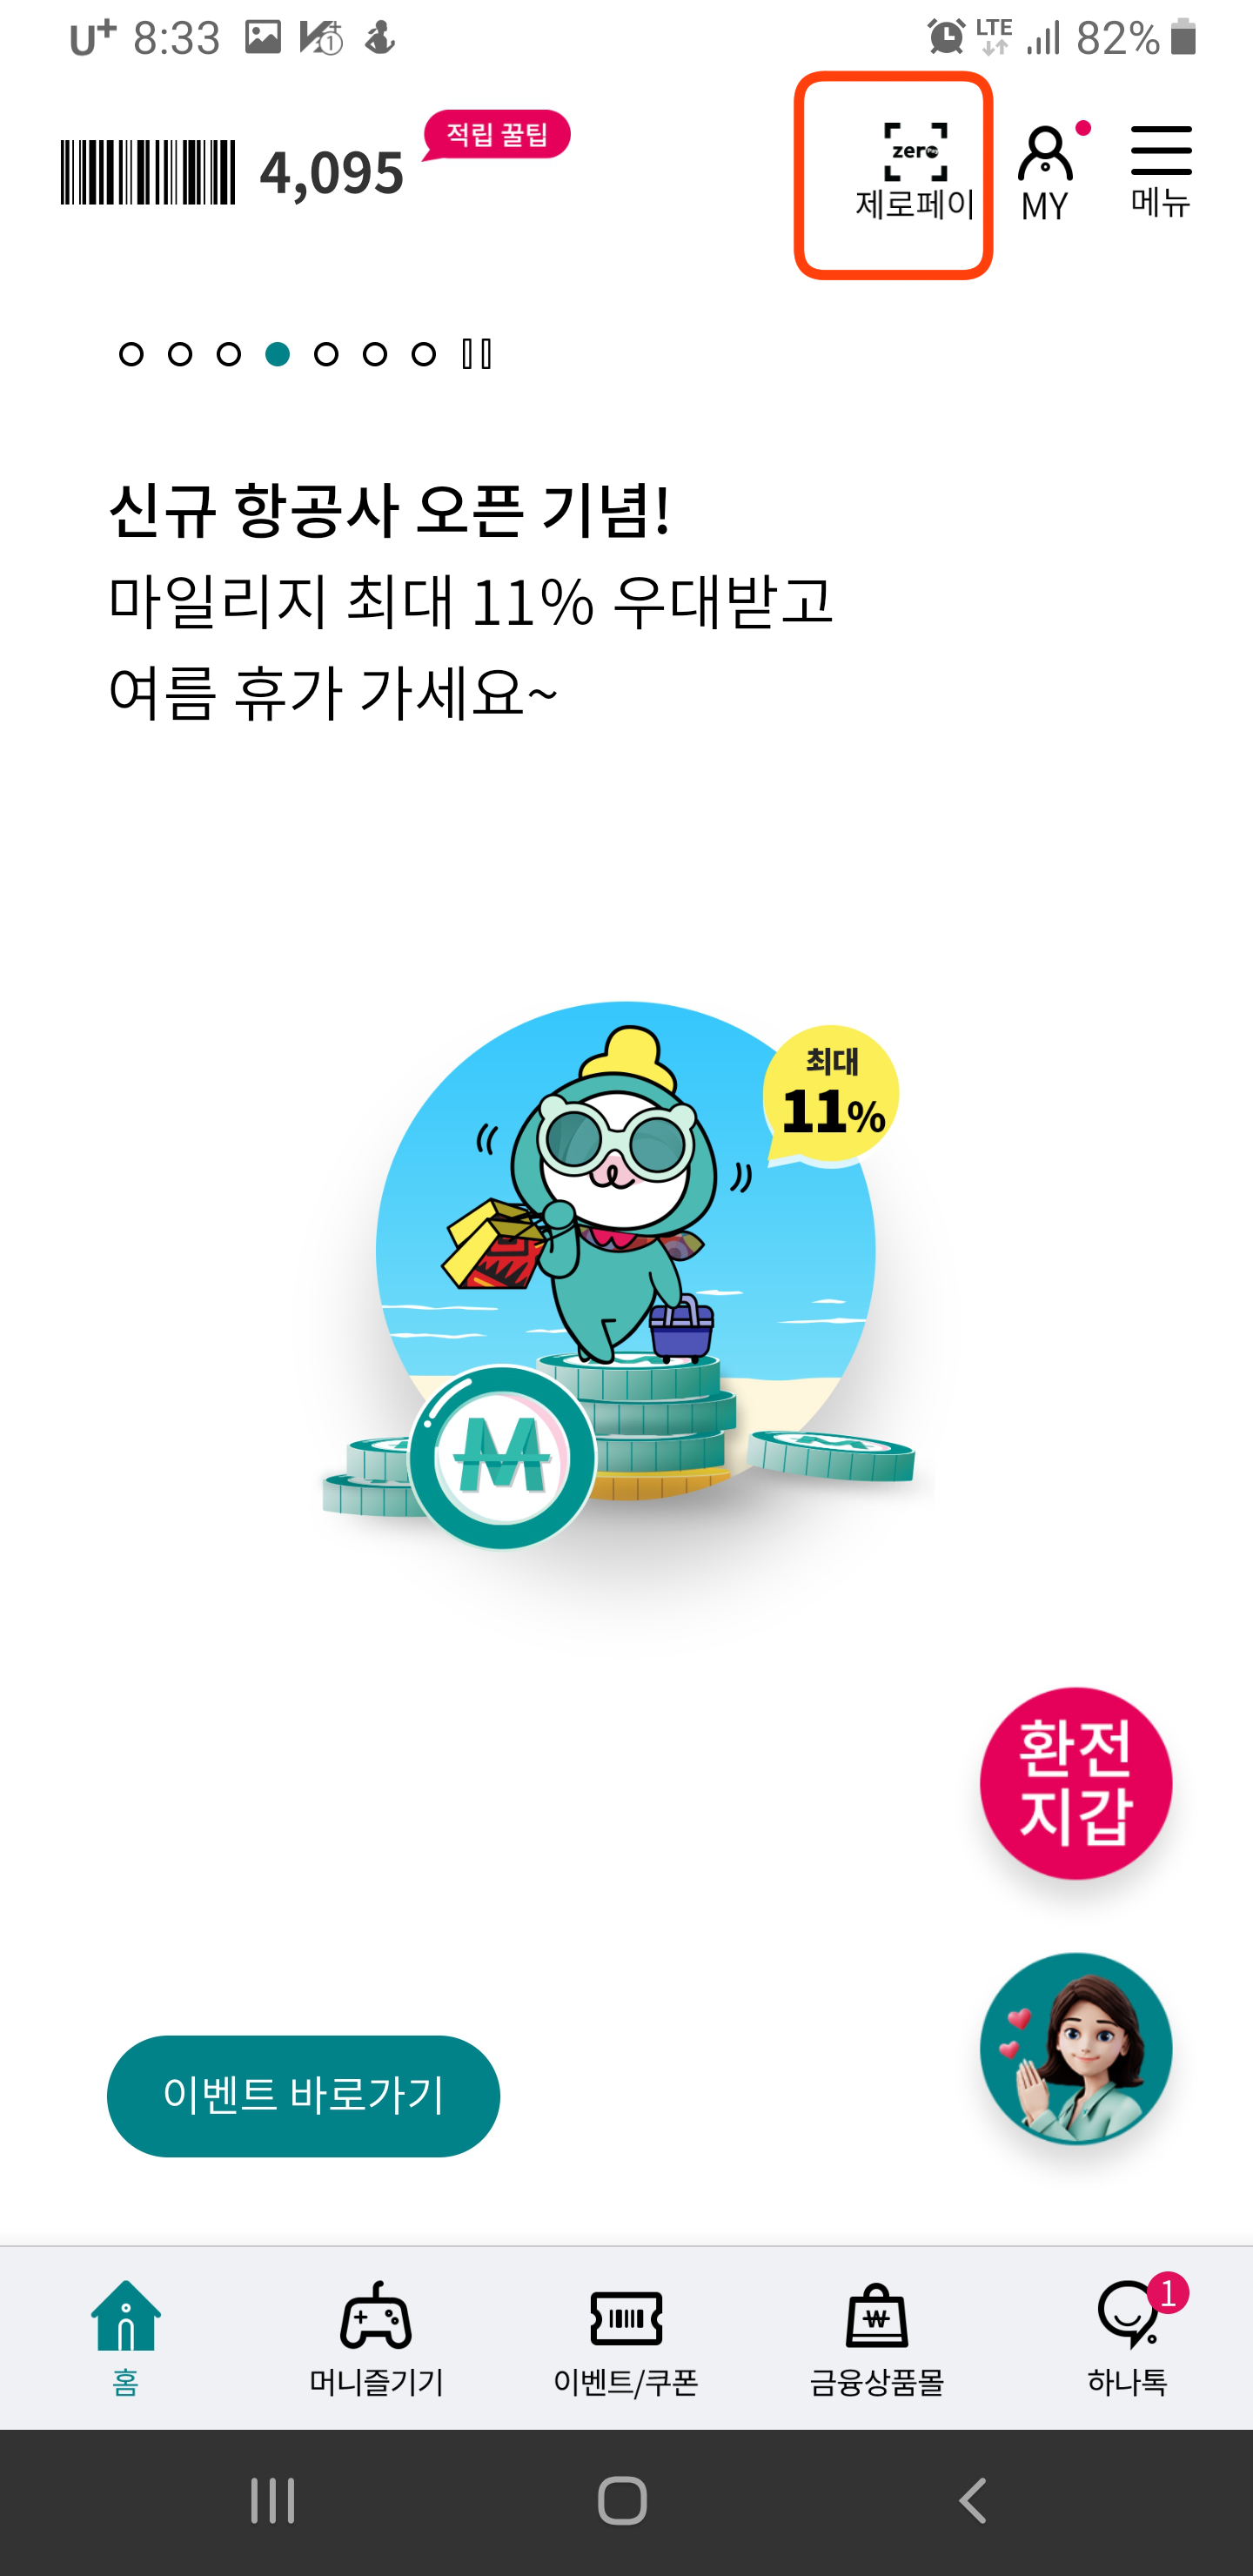 U+ 8:33 LTE 82%
적립 꿀팁
4,095
zero
제로페이 MY 메뉴
신규 항공사 오픈 기념!
마일리지 최대 11% 우대받고
여름 휴가 가세요~
최대
11%
M
환전
지갑
이벤트 바로가기
1
홈 머니즐기기 이벤트/쿠폰 금융상품몰 하나톡